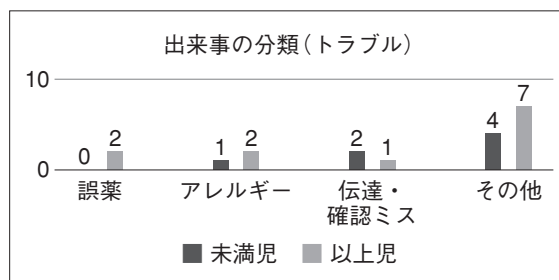 出来事の分類（トラブル）
10
0
0 2 1 2 2 1 4 7
誤薬 アレルギー 伝達・確認ミス その他
未満児 以上児